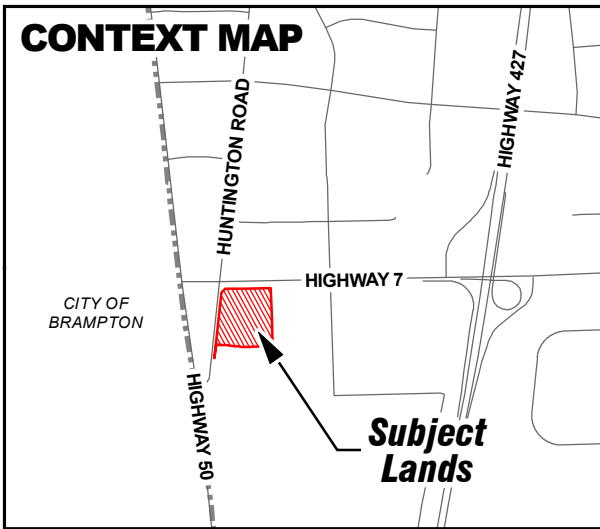 CONTEXT MAP
HIGHWAY 427
HUNTINGTON ROAD
HIGHWAY 7
CITY OF
BRAMPTON
HIGHWAY 50
Subject
Lands